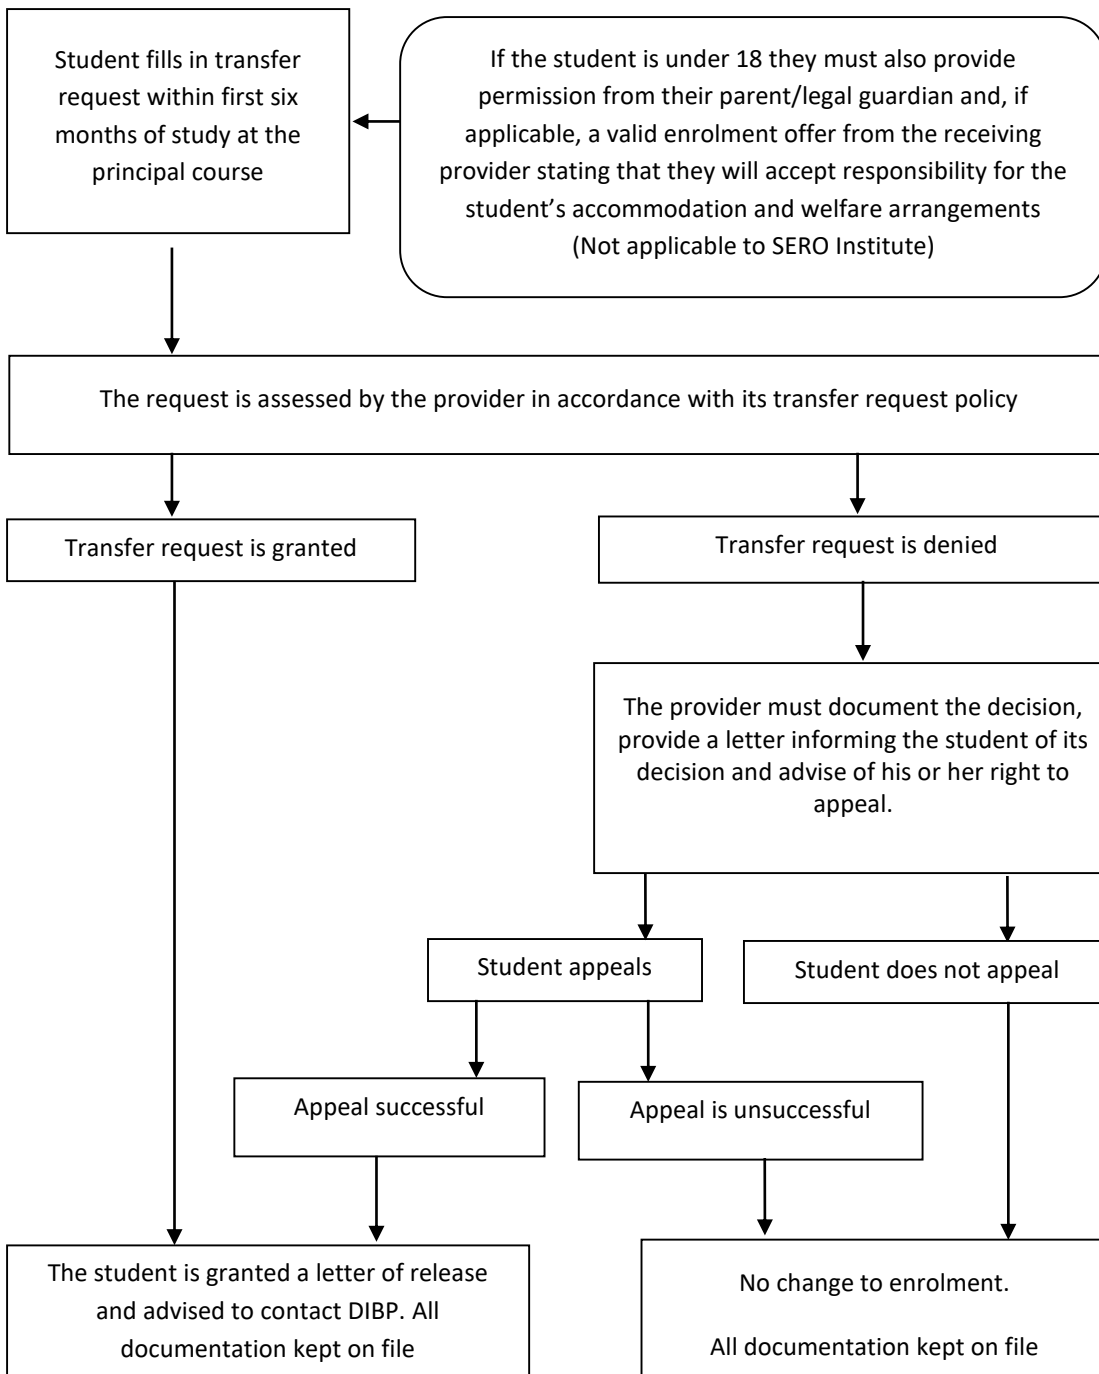 Student fills in transfer
request within first six
months of study at the
principal course
If the student is under 18 they must also provide
permission from their parent/legal guardian and, if
applicable, a valid enrolment offer from the receiving
provider stating that they will accept responsibility for the
student’s accommodation and welfare arrangements
(Not applicable to SERO Institute)
The request is assessed by the provider in accordance with its transfer request policy
Transfer request is granted
Transfer request is denied
The provider must document the decision,
provide a letter informing the student of its
decision and advise of his or her right to
appeal.
Student appeals
Student does not appeal
Appeal successful
Appeal is unsuccessful
The student is granted a letter of release
and advised to contact DIBP. All
documentation kept on file
No change to enrolment.
All documentation kept on file